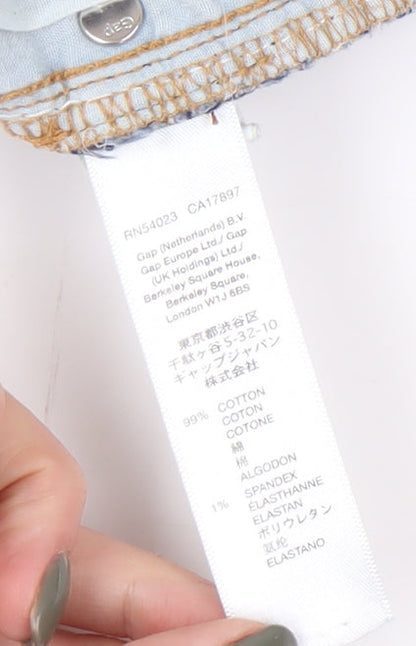 Gap
RN54023 CA17897
Gap (Netherlands) B.V.
Gap Europe Ltd./ Gap
(UK Holdings) Ltd./
Berkeley Square House,
Berkeley Square,
London W1J 6BS
東京都渋谷区
千駄ヶ谷5-32-10
ギャップジャパン
株式会社
99% COTTON
COTON
COTONE
綿
棉
ALGODON
1% SPANDEX
ELASTHANNE
ELASTAN
ポリウレタン
氨纶
ELASTANO